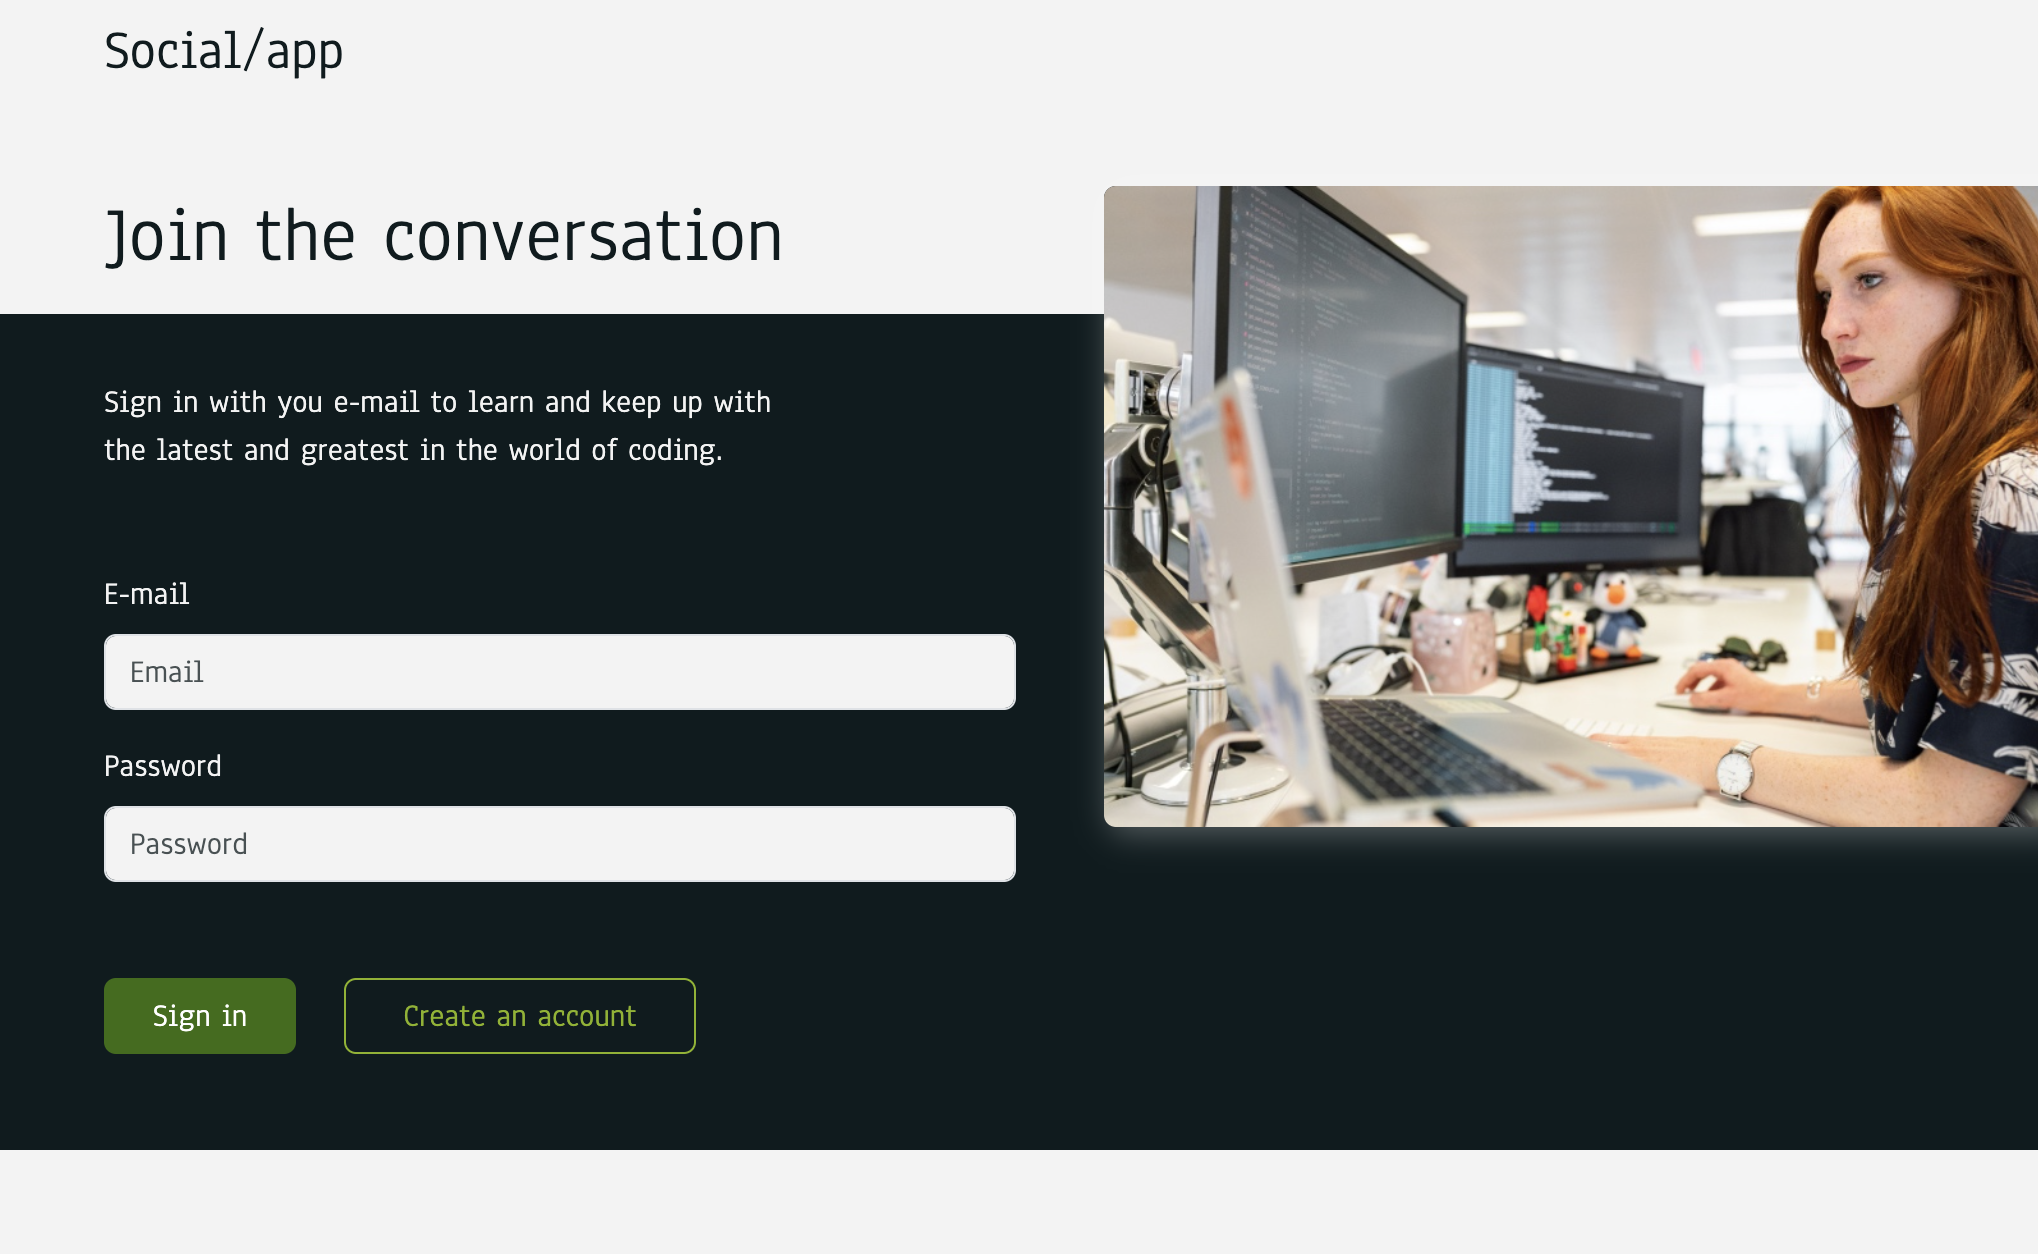 Social/app
Join the conversation
Sign in with you e-mail to learn and keep up with
the latest and greatest in the world of coding.
E-mail
Email
Password
Password
Sign in
Create an account